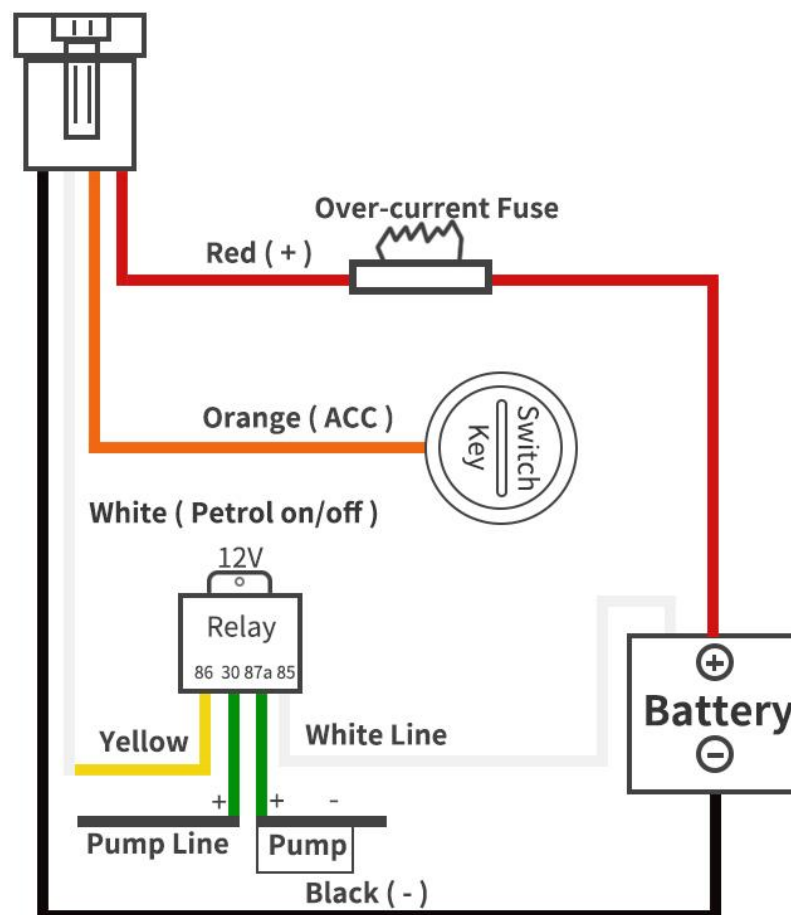 Over-current Fuse
Red ( + )
Orange ( ACC )
Switch
Key
White ( Petrol on/off )
12V
Relay
86 30 87a 85
+
Battery
-
Yellow
White Line
+ + -
Pump Line
Pump
Black ( - )